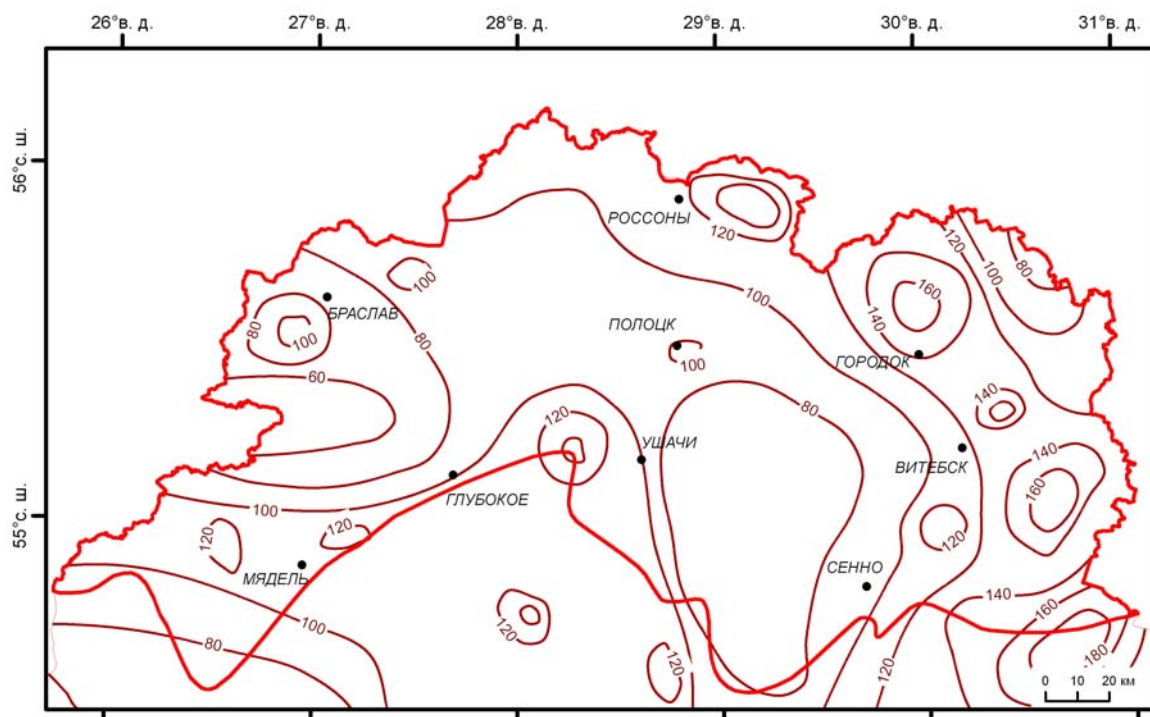 26°в. д. 27°в. д. 28°в. д. 29°в. д. 30°в. д. 31°в. д.
56°с. ш.
55°с. ш.
РОССОНЫ
120
120
100
80
160
140
100
100
БРАСЛАВ
80
100
80
ПОЛОЦК
100
ГОРОДОК
60
80
140
120
УШАЧИ
ВИТЕБСК
140
160
ГЛУБОКОЕ
100
120
120
120
МЯДЕЛЬ
СЕННО
140
160
100
120
80
120
120
180
0 10 20 км